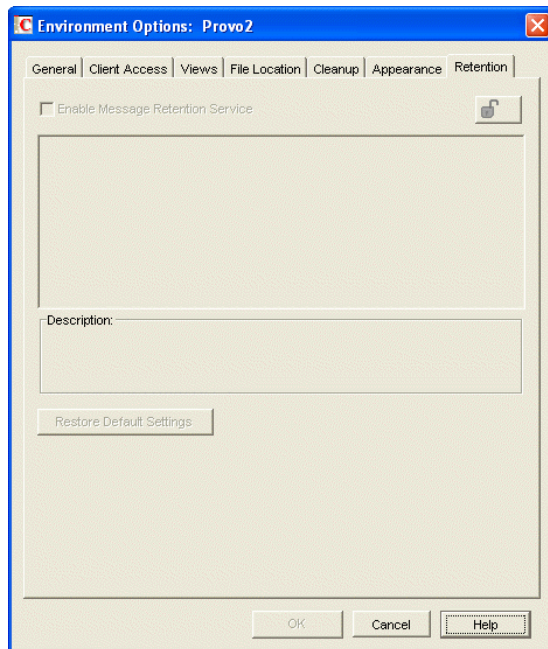 Environment Options: Provo2
General Client Access Views File Location Cleanup Appearance Retention
Enable Message Retention Service
Description:
Restore Default Settings
OK Cancel Help